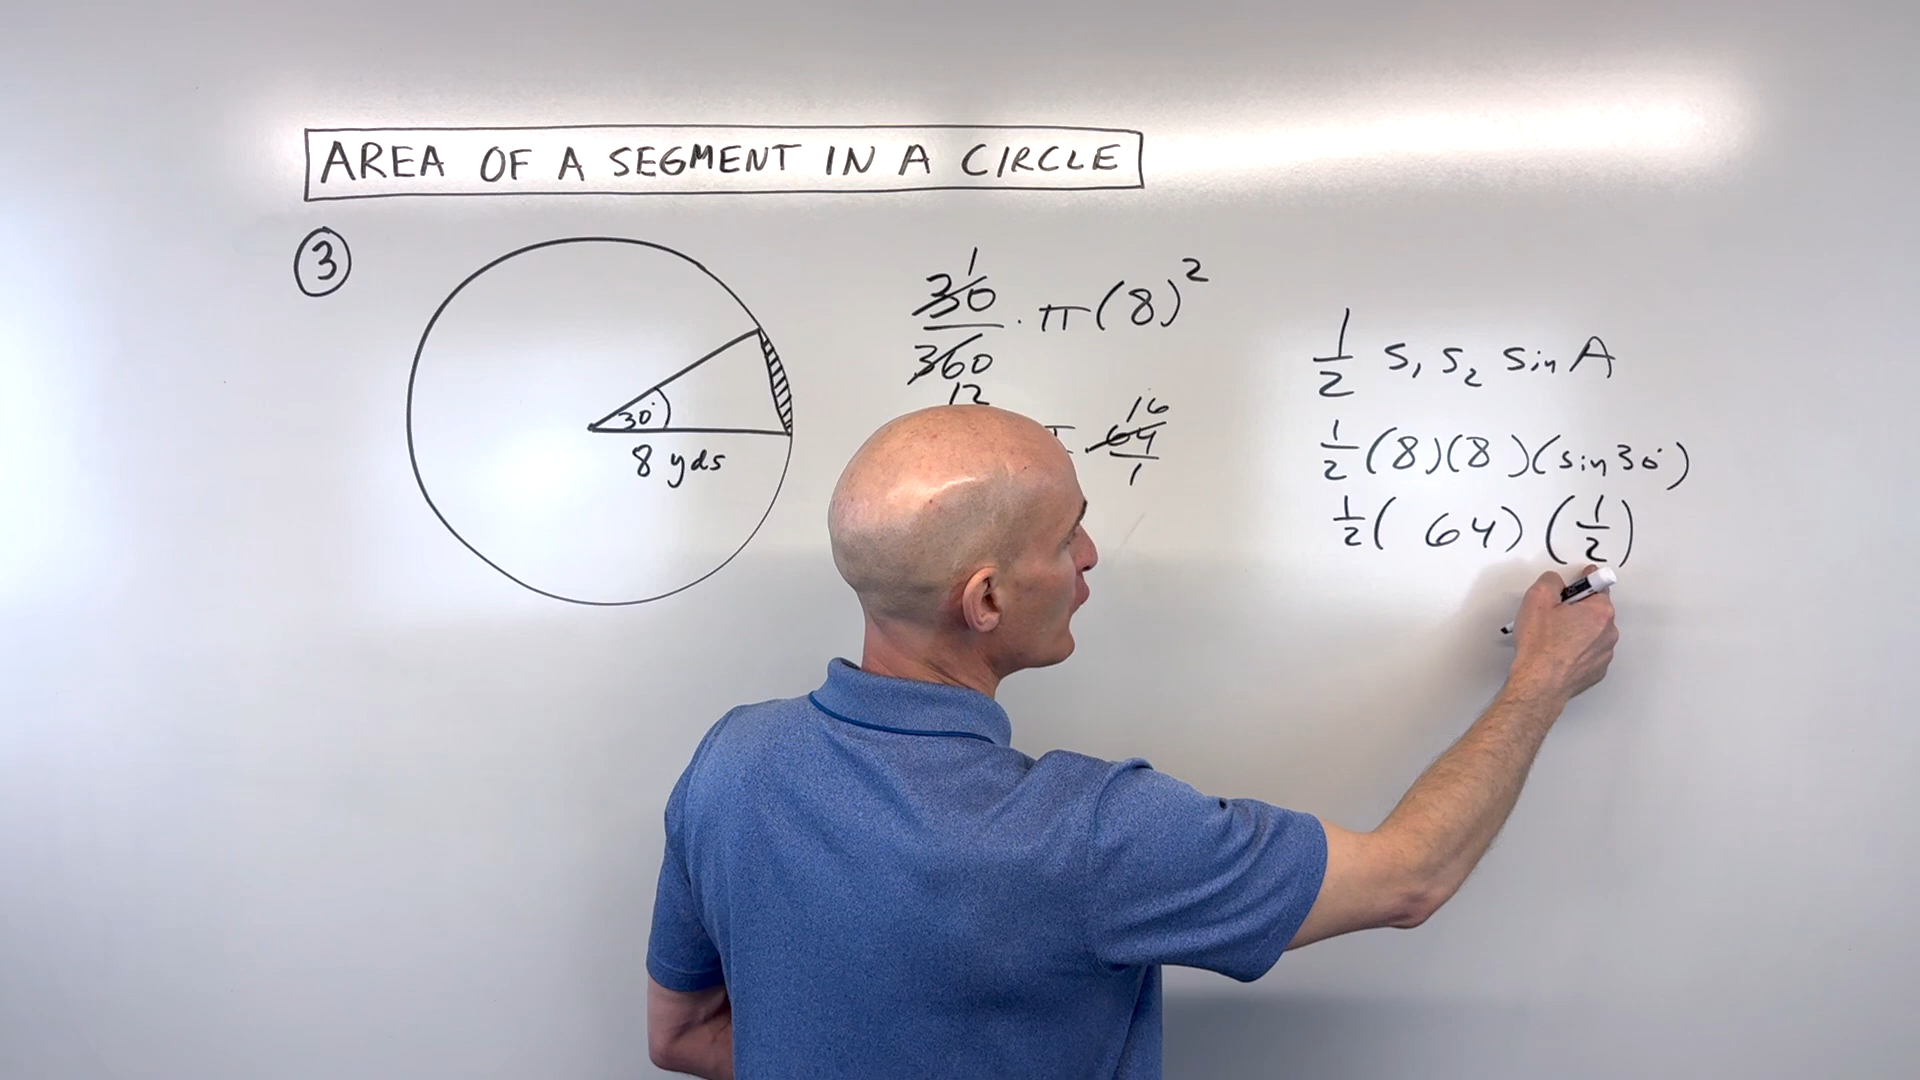 AREA OF A SEGMENT IN A CIRCLE
3
30°
8 yds
1
30/360 · π(8)²
12
16
64/1
1/2 S₁ S₂ sin A
1/2 (8)(8)(sin 30°)
1/2 ( 64) (1/2)